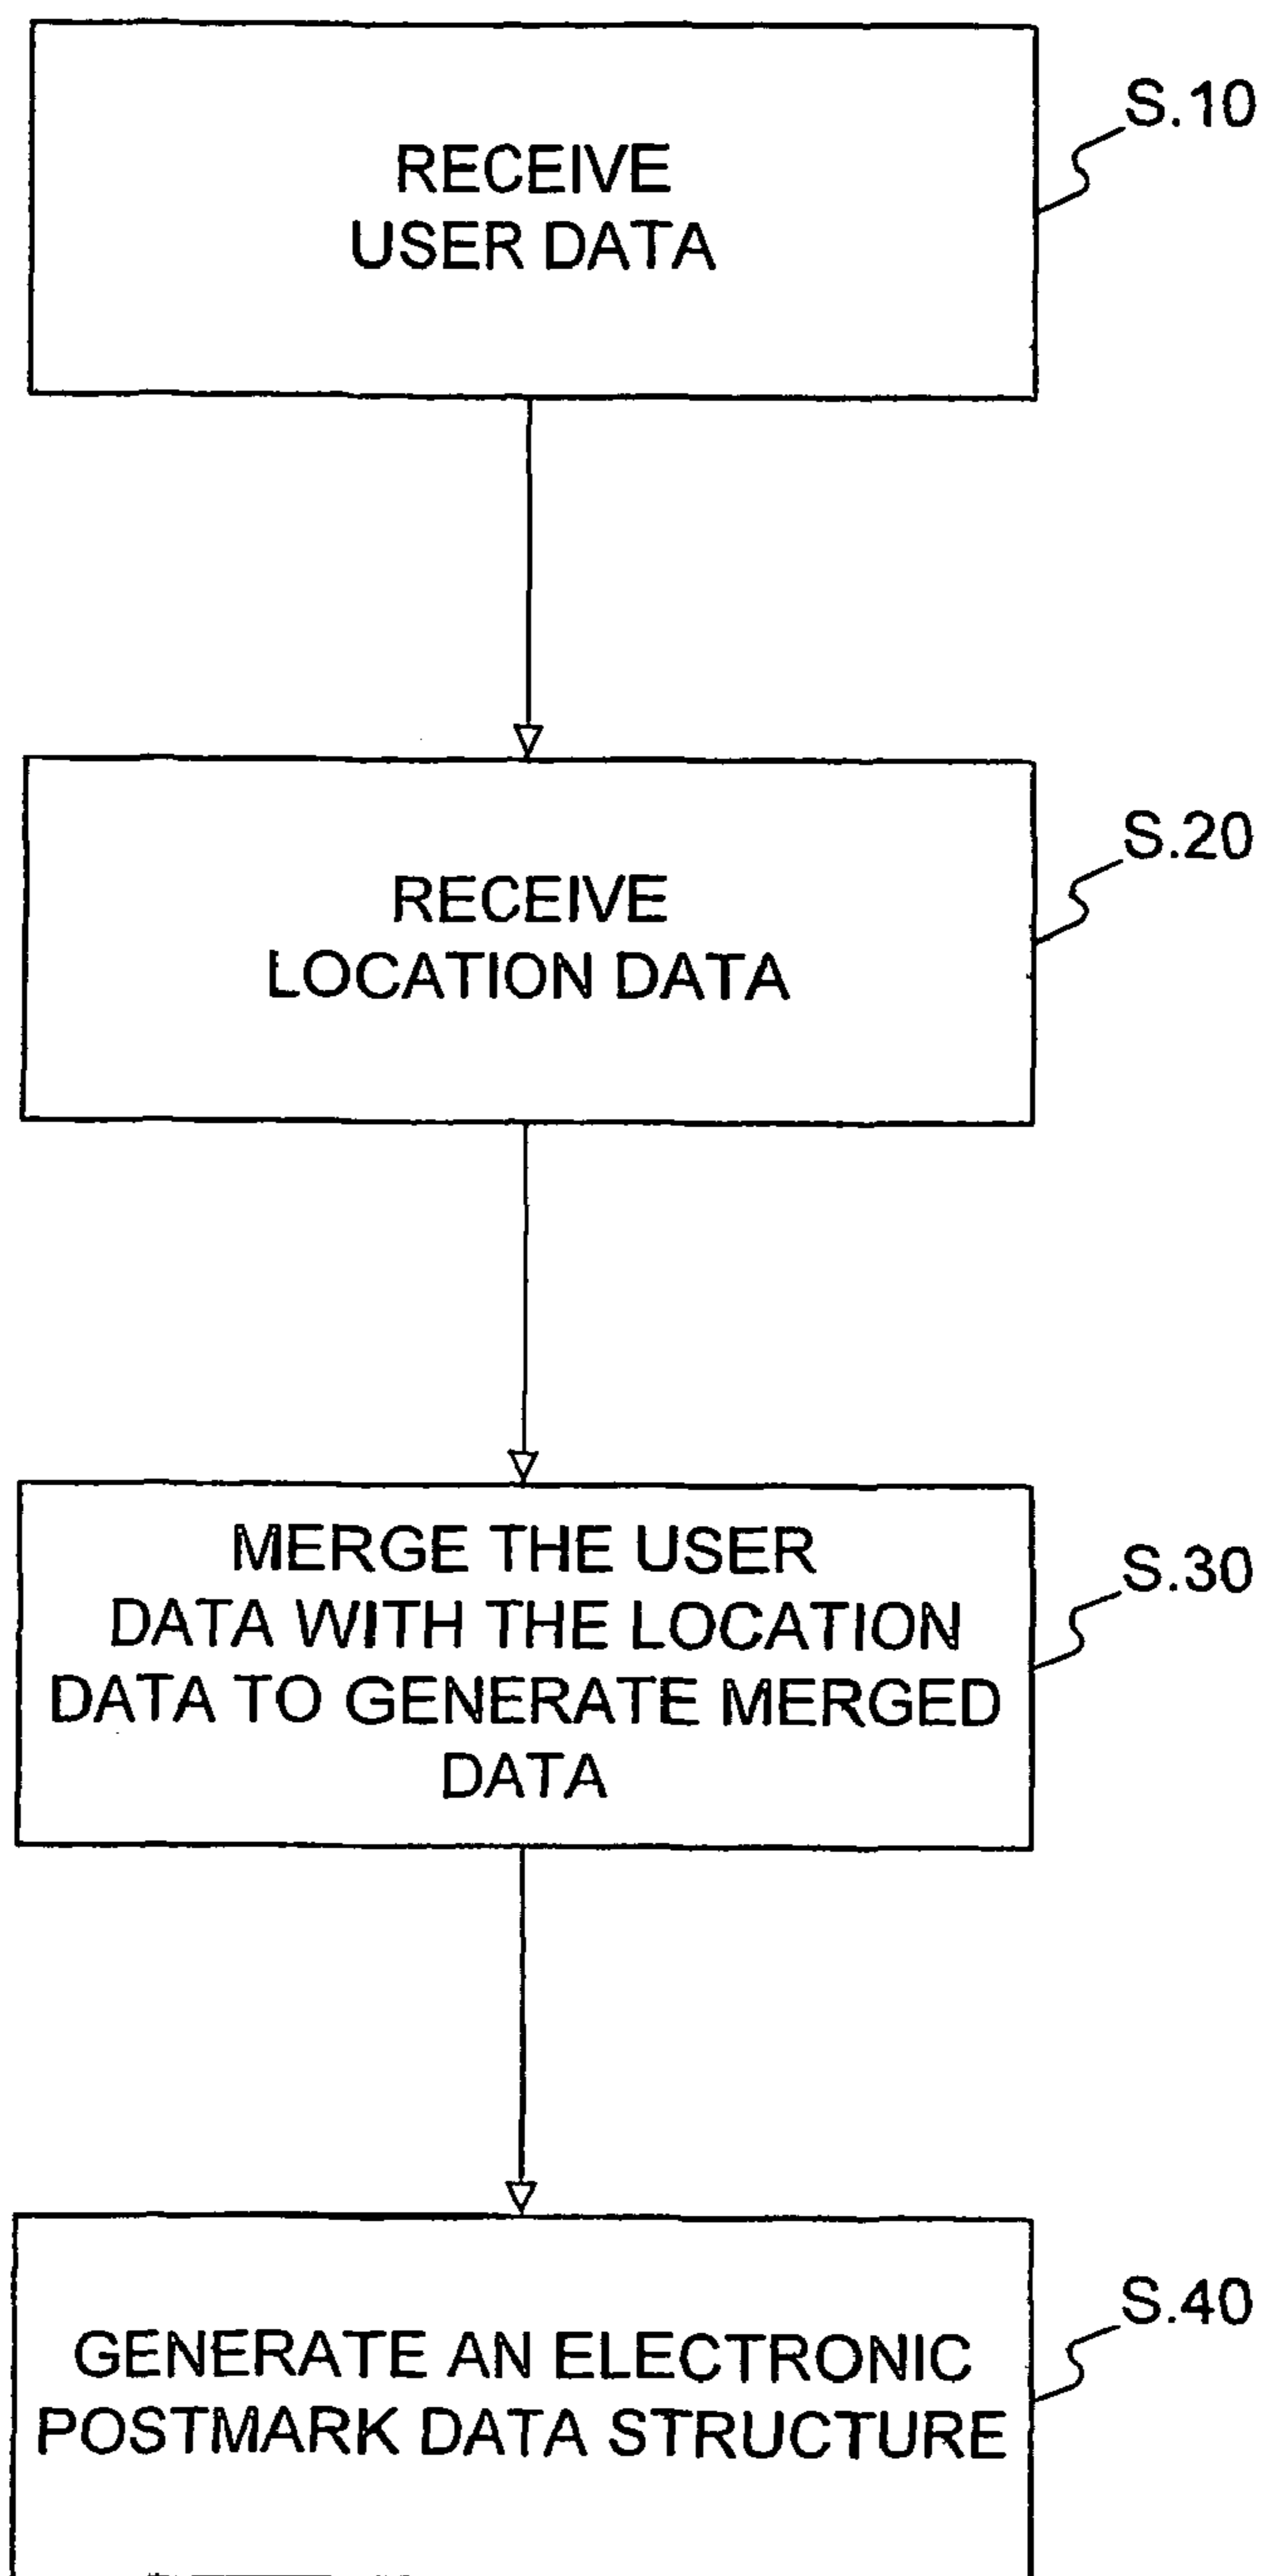 RECEIVE
USER DATA
S.10
RECEIVE
LOCATION DATA
S.20
MERGE THE USER
DATA WITH THE LOCATION
DATA TO GENERATE MERGED
DATA
S.30
GENERATE AN ELECTRONIC
POSTMARK DATA STRUCTURE
S.40